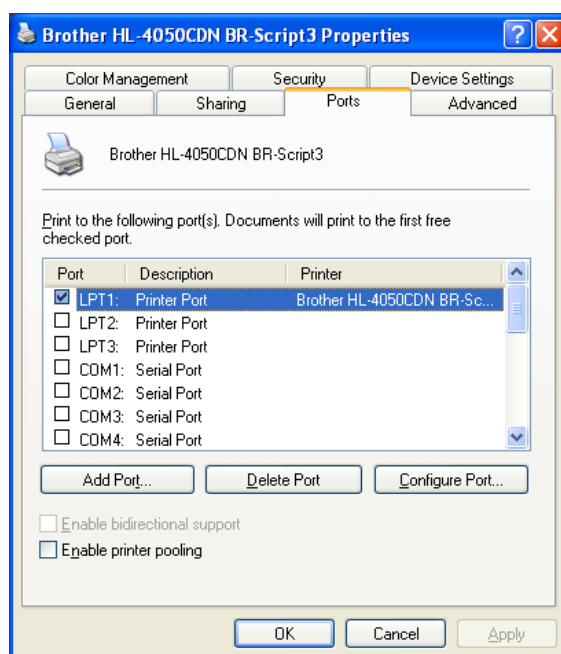 Brother HL-4050CDN BR-Script3 Properties
Color Management Security Device Settings
General Sharing Ports Advanced
Brother HL-4050CDN BR-Script3
Print to the following port(s). Documents will print to the first free
checked port.
Port Description Printer
LPT1: Printer Port Brother HL-4050CDN BR-Sc...
LPT2: Printer Port
LPT3: Printer Port
COM1: Serial Port
COM2: Serial Port
COM3: Serial Port
COM4: Serial Port
Add Port... Delete Port Configure Port...
Enable bidirectional support
Enable printer pooling
OK Cancel Apply